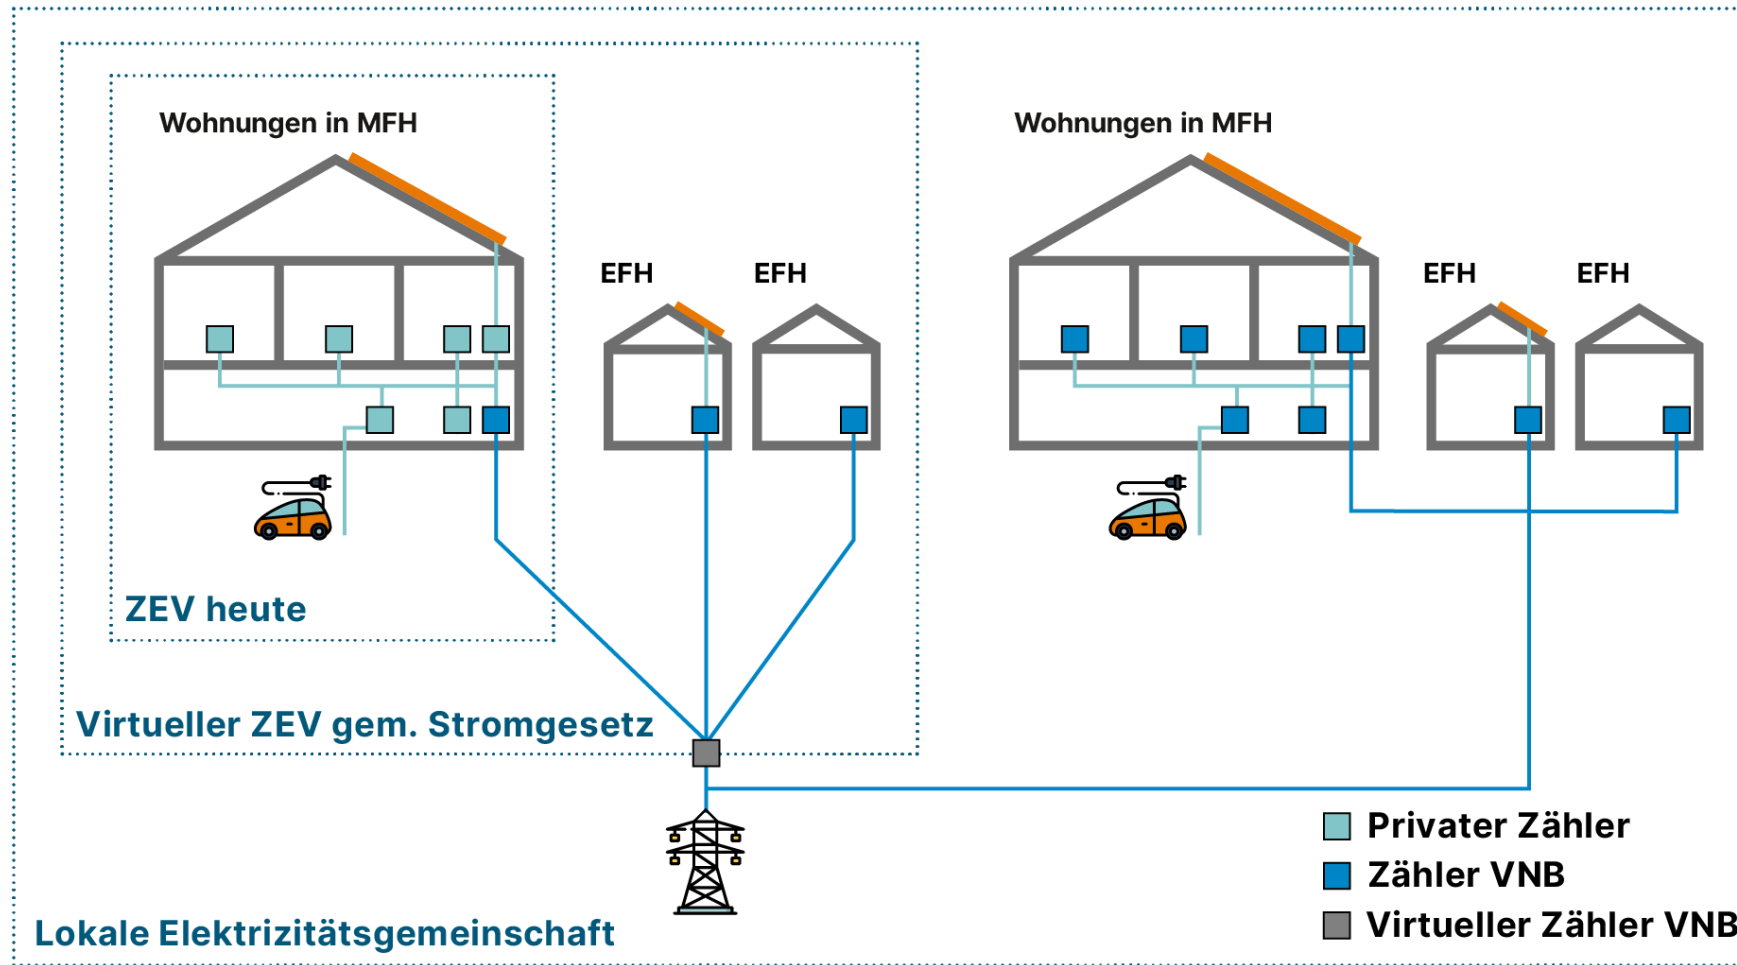 Wohnungen in MFH
Wohnungen in MFH
EFH
EFH
EFH
EFH
ZEV heute
Virtueller ZEV gem. Stromgesetz
Lokale Elektrizitätsgemeinschaft
Privater Zähler
Zähler VNB
Virtueller Zähler VNB